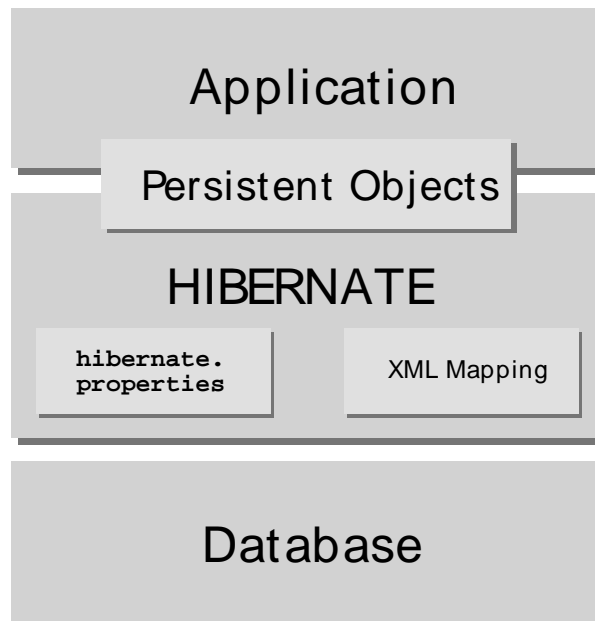 Application
Persistent Objects
HIBERNATE
hibernate.
properties
XML Mapping
Database